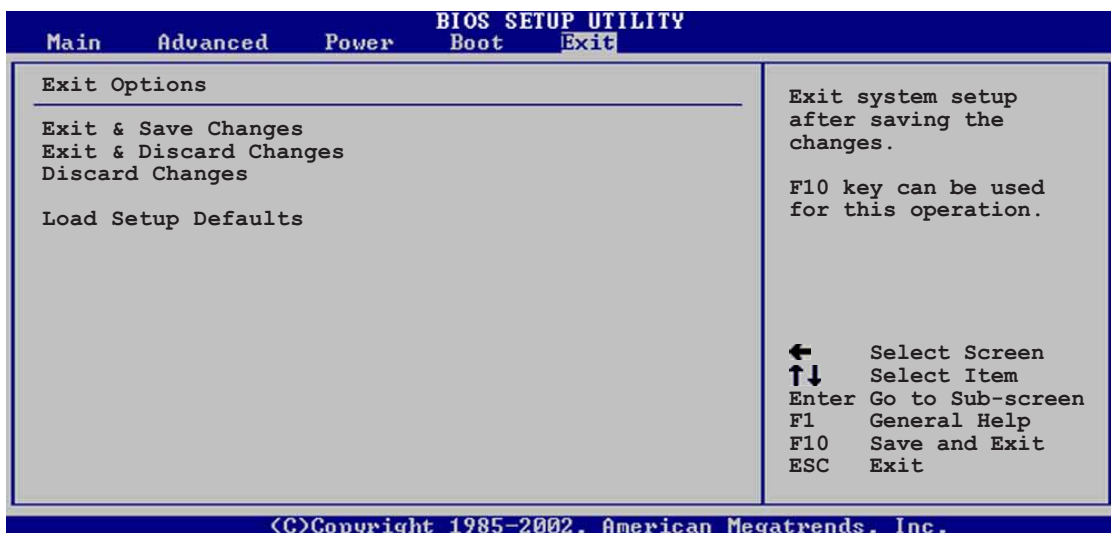 BIOS SETUP UTILITY
Main Advanced Power Boot Exit
Exit Options
Exit & Save Changes
Exit & Discard Changes
Discard Changes
Load Setup Defaults
Exit system setup
after saving the
changes.
F10 key can be used
for this operation.
← Select Screen
↑↓ Select Item
Enter Go to Sub-screen
F1 General Help
F10 Save and Exit
ESC Exit
(C)Copyright 1985-2002, American Megatrends, Inc.